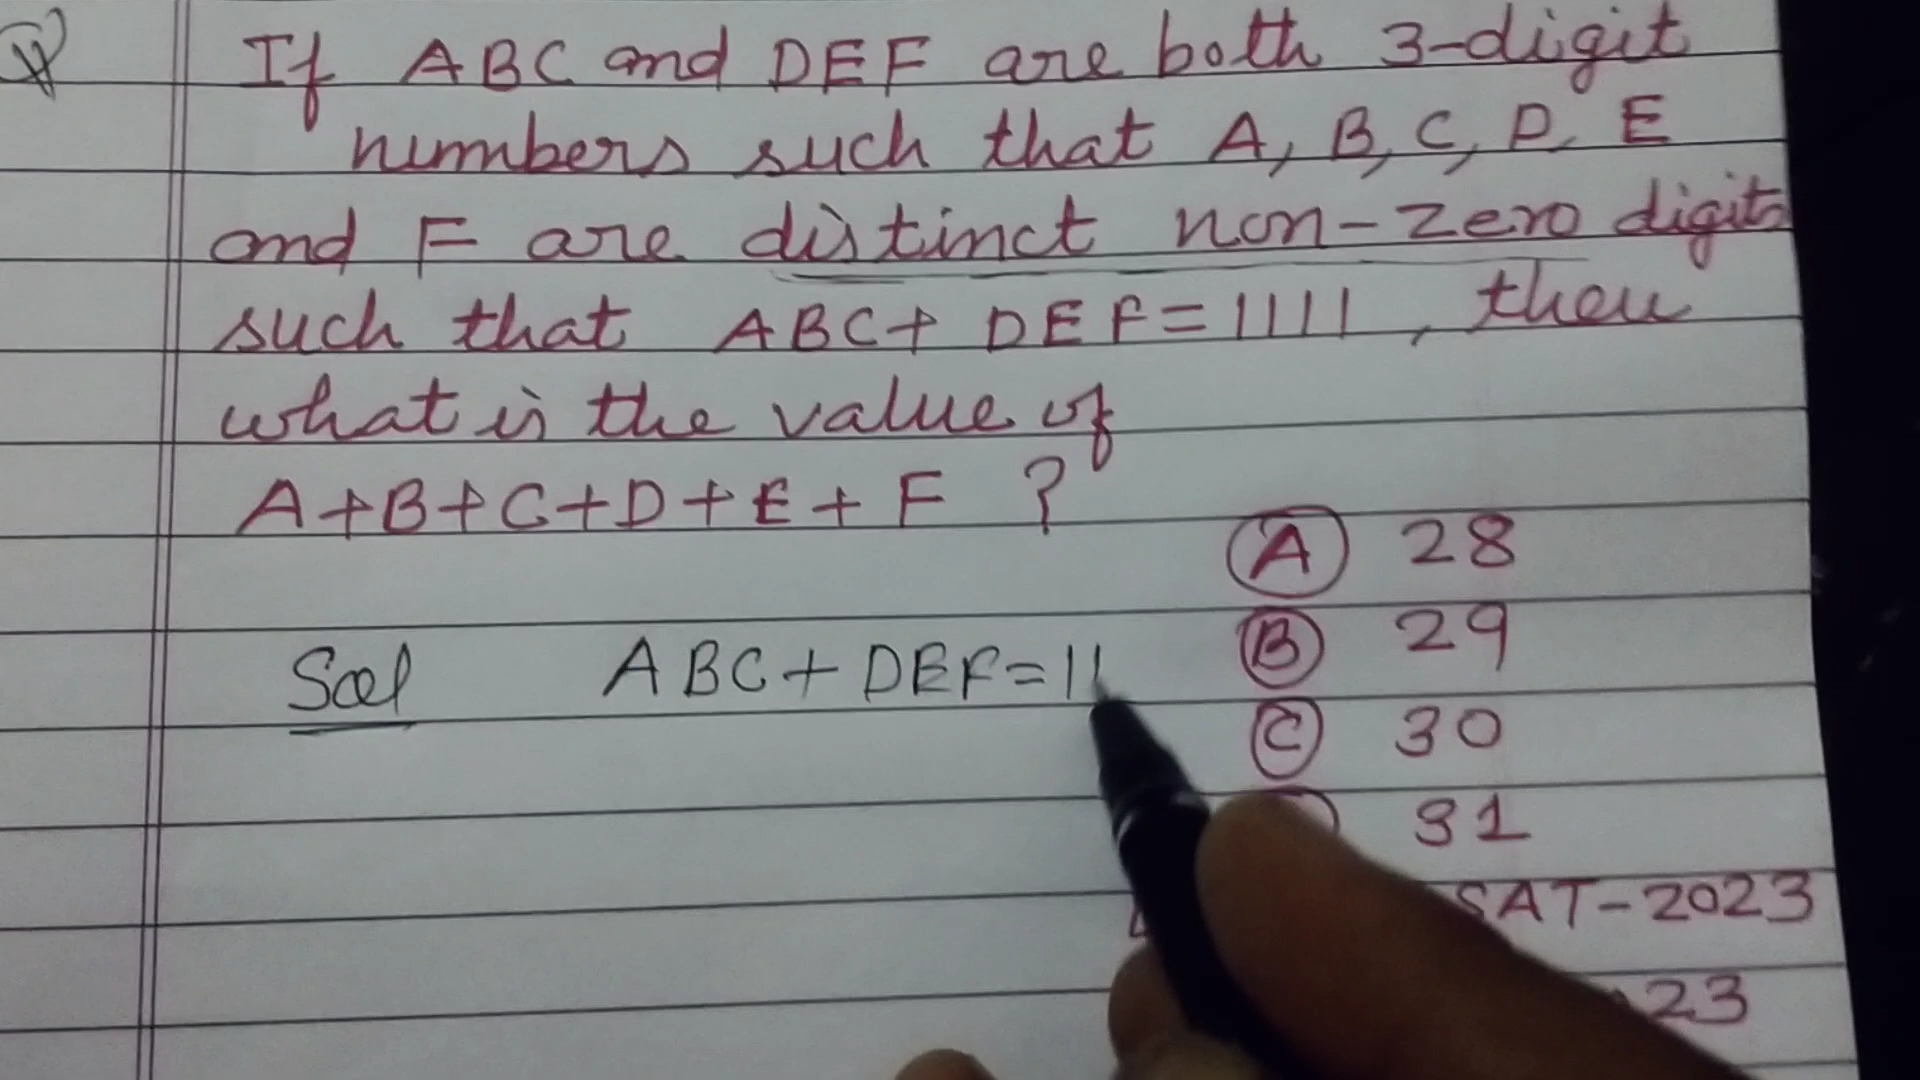 Q
If ABC and DEF are both 3-digit
numbers such that A, B, C, D, E
and F are distinct non-zero digits
such that ABC+ DEF=1111, then
what is the value of
A+B+C+D+E+F ?
A 28
B 29
C 30
31
Sol ABC+DEF=11
SAT-2023
23